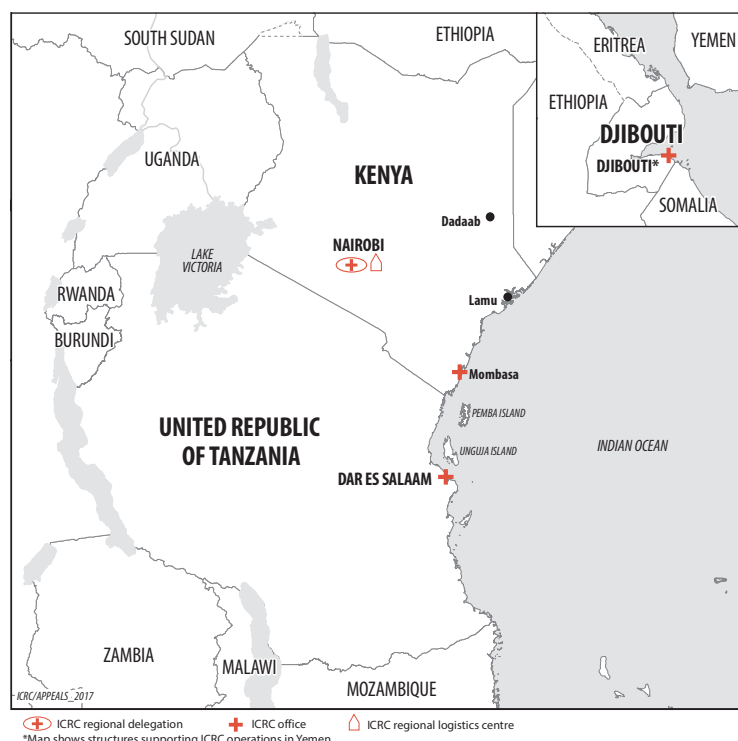 SOUTH SUDAN
ETHIOPIA
ERITREA
YEMEN
ETHIOPIA
DJIBOUTI
DJIBOUTI*
SOMALIA
UGANDA
KENYA
Dadaab
NAIROBI
LAKE
VICTORIA
RWANDA
Lamu
BURUNDI
Mombasa
PEMBA ISLAND
UNITED REPUBLIC
OF TANZANIA
UNGUJA ISLAND
INDIAN OCEAN
DAR ES SALAAM
ZAMBIA
MALAWI
MOZAMBIQUE
ICRC/APPEALS_2017
ICRC regional delegation
ICRC office
ICRC regional logistics centre
*Map shows structures supporting ICRC operations in Yemen